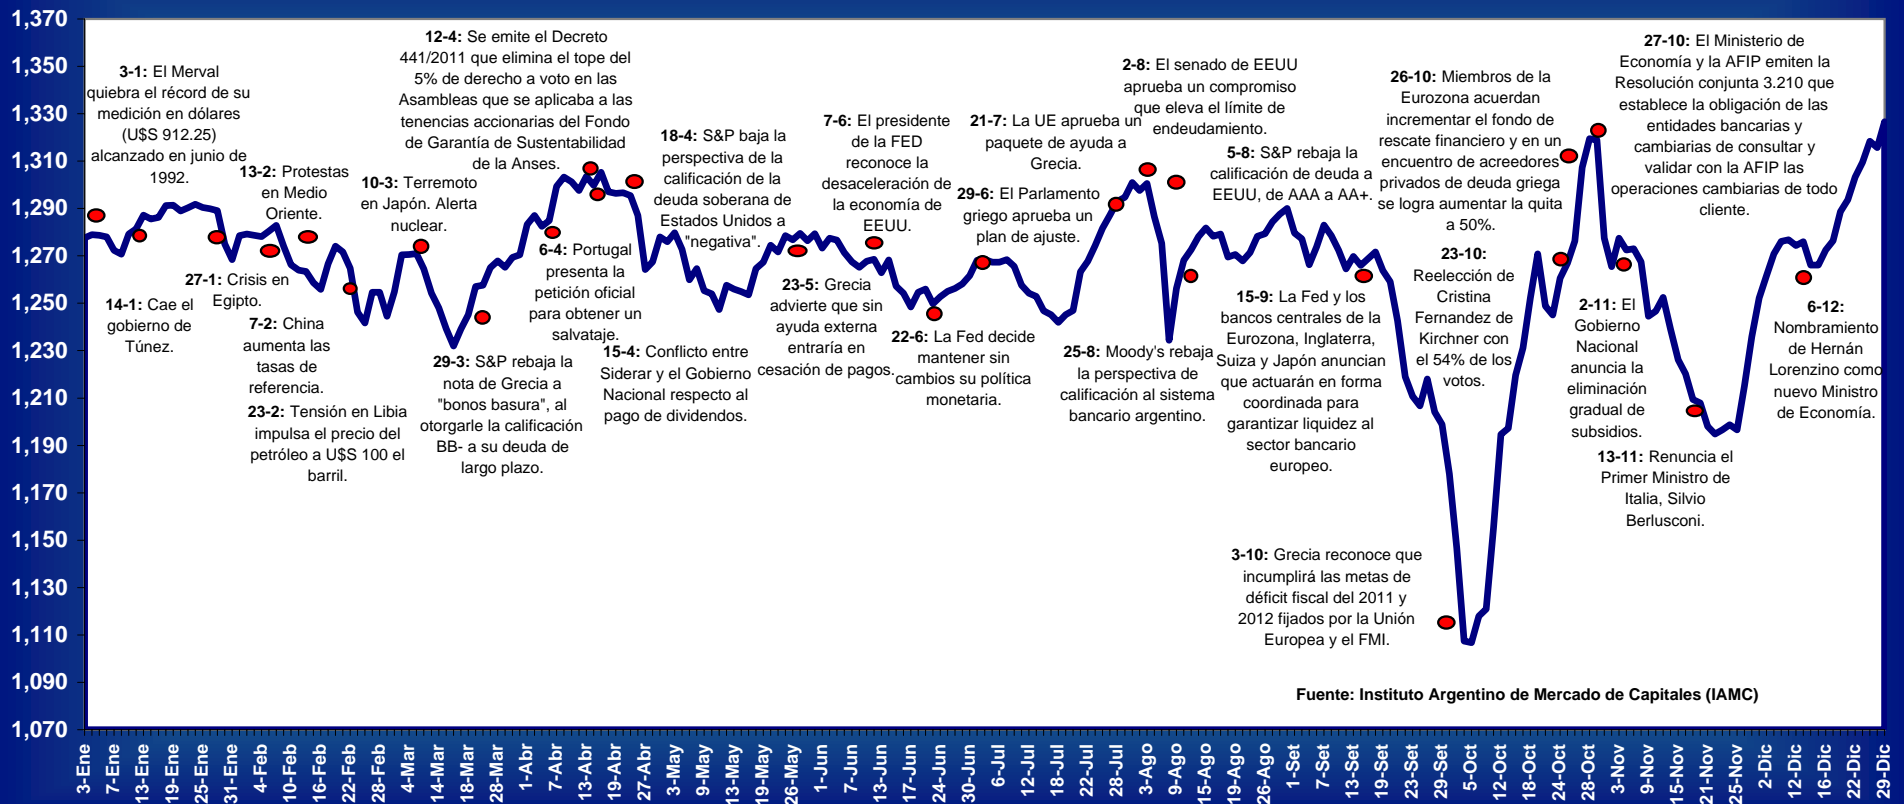 1,370
1,350
1,330
1,310
1,290
1,270
1,250
1,230
1,210
1,190
1,170
1,150
1,130
1,110
1,090
1,070
3-1: El Merval
quiebra el récord de su
medición en dólares
(U$S 912.25)
alcanzado en junio de
1992.
14-1: Cae el
gobierno de
Túnez.
27-1: Crisis en
Egipto.
7-2: China
aumenta las
tasas de
referencia.
13-2: Protestas
en Medio
Oriente.
23-2: Tensión en Libia
impulsa el precio del
petróleo a U$S 100 el
barril.
10-3: Terremoto
en Japón. Alerta
nuclear.
29-3: S&P rebaja la
nota de Grecia a
"bonos basura", al
otorgarle la calificación
BB- a su deuda de
largo plazo.
12-4: Se emite el Decreto
441/2011 que elimina el tope del
5% de derecho a voto en las
Asambleas que se aplicaba a las
tenencias accionarias del Fondo
de Garantía de Sustentabilidad
de la Anses.
6-4: Portugal
presenta la
petición oficial
para obtener un
salvataje.
15-4: Conflicto entre
Siderar y el Gobierno
Nacional respecto al
pago de dividendos.
18-4: S&P baja la
perspectiva de la
calificación de la
deuda soberana de
Estados Unidos a
"negativa".
23-5: Grecia
advierte que sin
ayuda externa
entraría en
cesación de pagos.
7-6: El presidente
de la FED
reconoce la
desaceleración de
la economía de
EEUU.
22-6: La Fed decide
mantener sin
cambios su política
monetaria.
29-6: El Parlamento
griego aprueba un
plan de ajuste.
21-7: La UE aprueba un
paquete de ayuda a
Grecia.
2-8: El senado de EEUU
aprueba un compromiso
que eleva el límite de
endeudamiento.
5-8: S&P rebaja la
calificación de deuda a
EEUU, de AAA a AA+.
25-8: Moody's rebaja
la perspectiva de
calificación al sistema
bancario argentino.
15-9: La Fed y los
bancos centrales de la
Eurozona, Inglaterra,
Suiza y Japón anuncian
que actuarán en forma
coordinada para
garantizar liquidez al
sector bancario
europeo.
3-10: Grecia reconoce que
incumplirá las metas de
déficit fiscal del 2011 y
2012 fijados por la Unión
Europea y el FMI.
26-10: Miembros de la
Eurozona acuerdan
incrementar el fondo de
rescate financiero y en un
encuentro de acreedores
privados de deuda griega
se logra aumentar la quita
a 50%.
23-10:
Reelección de
Cristina
Fernandez de
Kirchner con
el 54% de los
votos.
27-10: El Ministerio de
Economía y la AFIP emiten la
Resolución conjunta 3.210 que
establece la obligación de las
entidades bancarias y
cambiarias de consultar y
validar con la AFIP las
operaciones cambiarias de todo
cliente.
2-11: El
Gobierno
Nacional
anuncia la
eliminación
gradual de
subsidios.
13-11: Renuncia el
Primer Ministro de
Italia, Silvio
Berlusconi.
6-12:
Nombramiento
de Hernán
Lorenzino como
nuevo Ministro
de Economía.
Fuente: Instituto Argentino de Mercado de Capitales (IAMC)
3-Ene
7-Ene
13-Ene
19-Ene
25-Ene
31-Ene
4-Feb
10-Feb
16-Feb
22-Feb
28-Feb
4-Mar
14-Mar
18-Mar
28-Mar
1-Abr
7-Abr
13-Abr
19-Abr
27-Abr
3-May
9-May
13-May
19-May
26-May
1-Jun
7-Jun
13-Jun
17-Jun
24-Jun
30-Jun
6-Jul
12-Jul
18-Jul
22-Jul
28-Jul
3-Ago
9-Ago
15-Ago
19-Ago
26-Ago
1-Set
7-Set
13-Set
19-Set
23-Set
29-Set
5-Oct
12-Oct
18-Oct
24-Oct
28-Oct
3-Nov
9-Nov
15-Nov
21-Nov
25-Nov
2-Dic
12-Dic
16-Dic
22-Dic
29-Dic